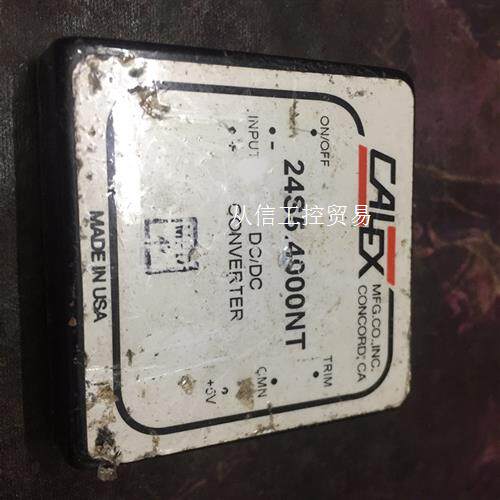 CALEX
MFG.CO.,INC.
CONCORD, CA
ON/OFF
TRIM
24S5.4000NT
-
INPUT
+
DC/DC
CONVERTER
CMN
+5V
MADE IN USA
从信工控贸易